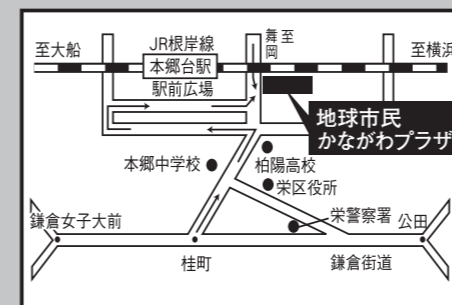 至大船
JR根岸線
舞岡
至
至横浜
本郷台駅
駅前広場
地球市民
かながわプラザ
本郷中学校
柏陽高校
栄区役所
鎌倉女子大前
栄警察署
公田
桂町
鎌倉街道